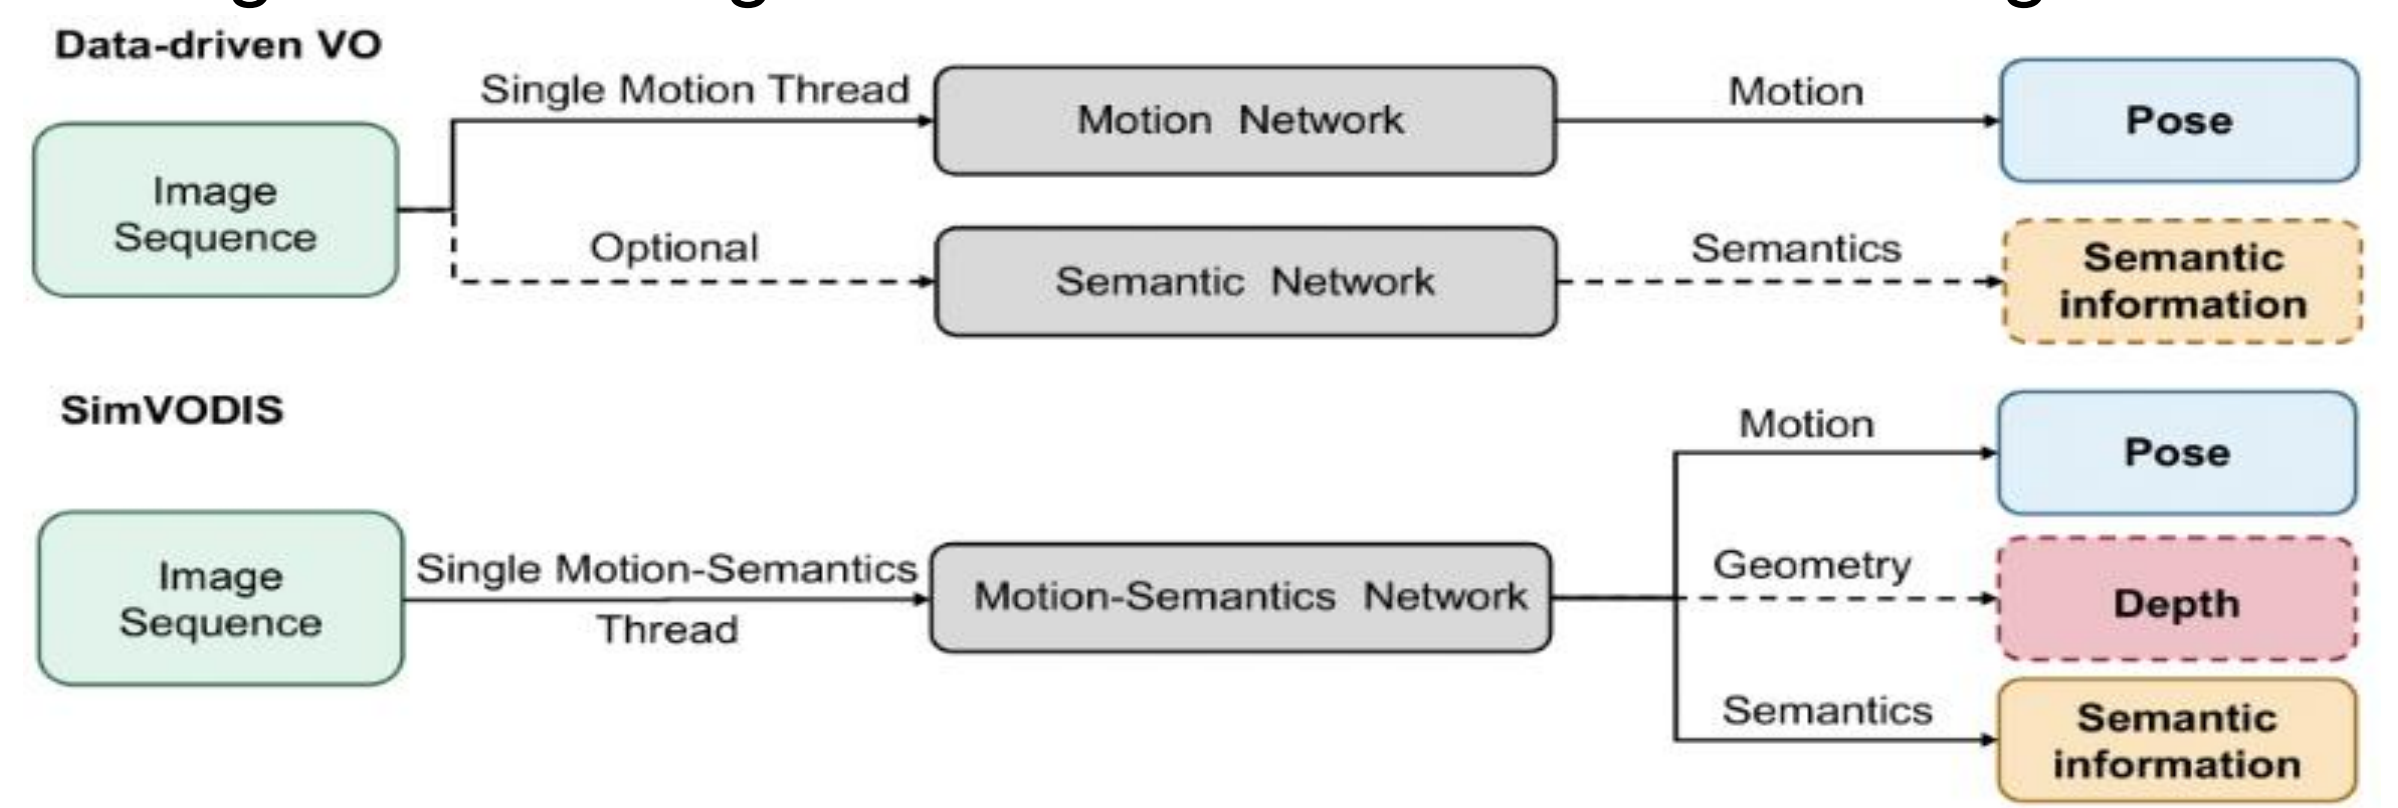 Data-driven VO
Single Motion Thread
Motion Network
Motion
Pose
Image
Sequence
Optional
Semantic Network
Semantics
Semantic
information
SimVODIS
Motion
Pose
Image
Sequence
Single Motion-Semantics
Thread
Motion-Semantics Network
Geometry
Depth
Semantics
Semantic
information